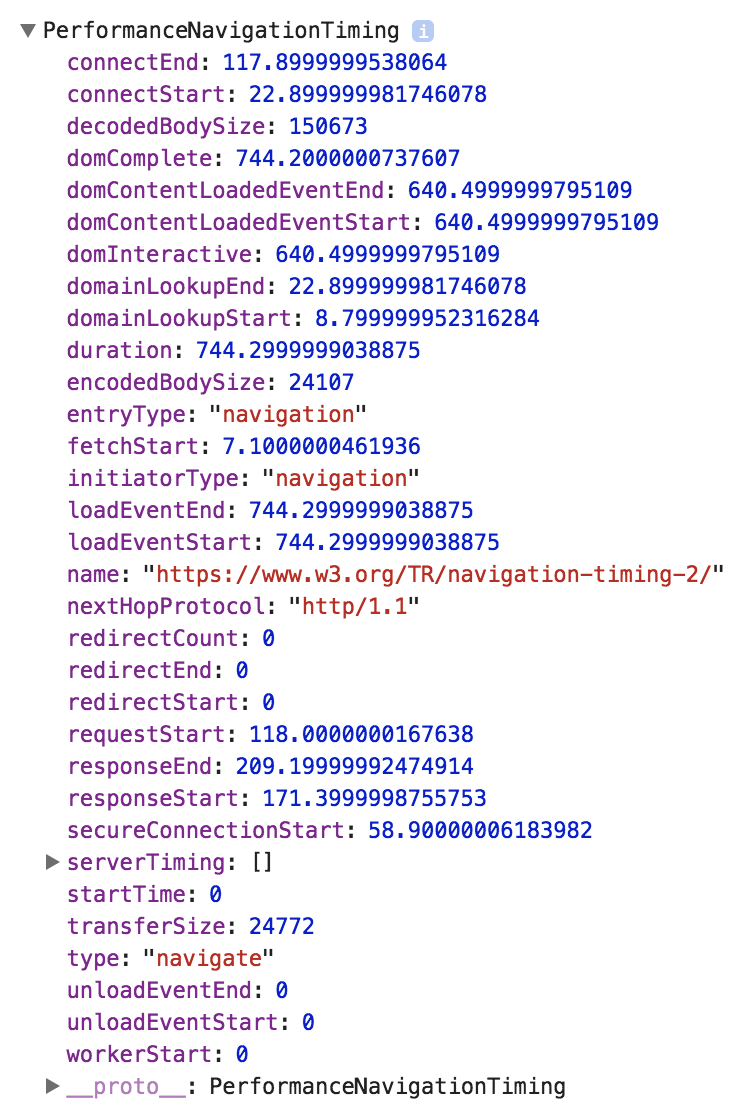 ▼ PerformanceNavigationTiming i
connectEnd: 117.8999999538064
connectStart: 22.899999981746078
decodedBodySize: 150673
domComplete: 744.2000000737607
domContentLoadedEventEnd: 640.4999999795109
domContentLoadedEventStart: 640.4999999795109
domInteractive: 640.4999999795109
domainLookupEnd: 22.899999981746078
domainLookupStart: 8.799999952316284
duration: 744.2999999038875
encodedBodySize: 24107
entryType: "navigation"
fetchStart: 7.1000000461936
initiatorType: "navigation"
loadEventEnd: 744.2999999038875
loadEventStart: 744.2999999038875
name: "https://www.w3.org/TR/navigation-timing-2/"
nextHopProtocol: "http/1.1"
redirectCount: 0
redirectEnd: 0
redirectStart: 0
requestStart: 118.0000000167638
responseEnd: 209.19999992474914
responseStart: 171.3999998755753
secureConnectionStart: 58.90000006183982
▶ serverTiming: []
startTime: 0
transferSize: 24772
type: "navigate"
unloadEventEnd: 0
unloadEventStart: 0
workerStart: 0
▶ __proto__: PerformanceNavigationTiming